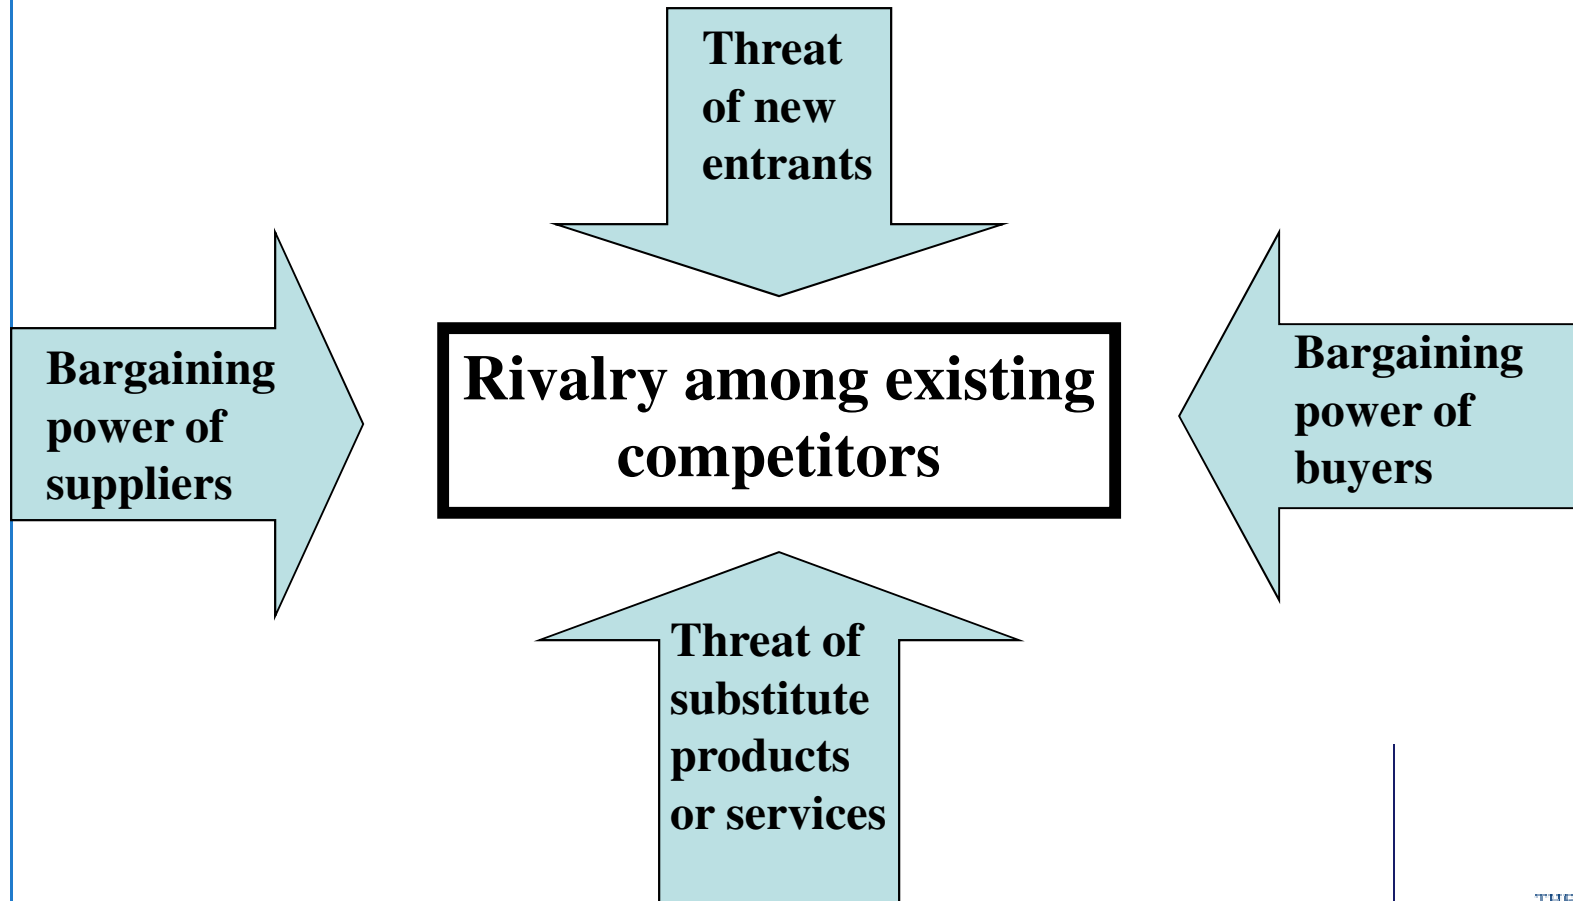 Threat
of new
entrants
Bargaining
power of
suppliers
Rivalry among existing
competitors
Bargaining
power of
buyers
Threat of
substitute
products
or services